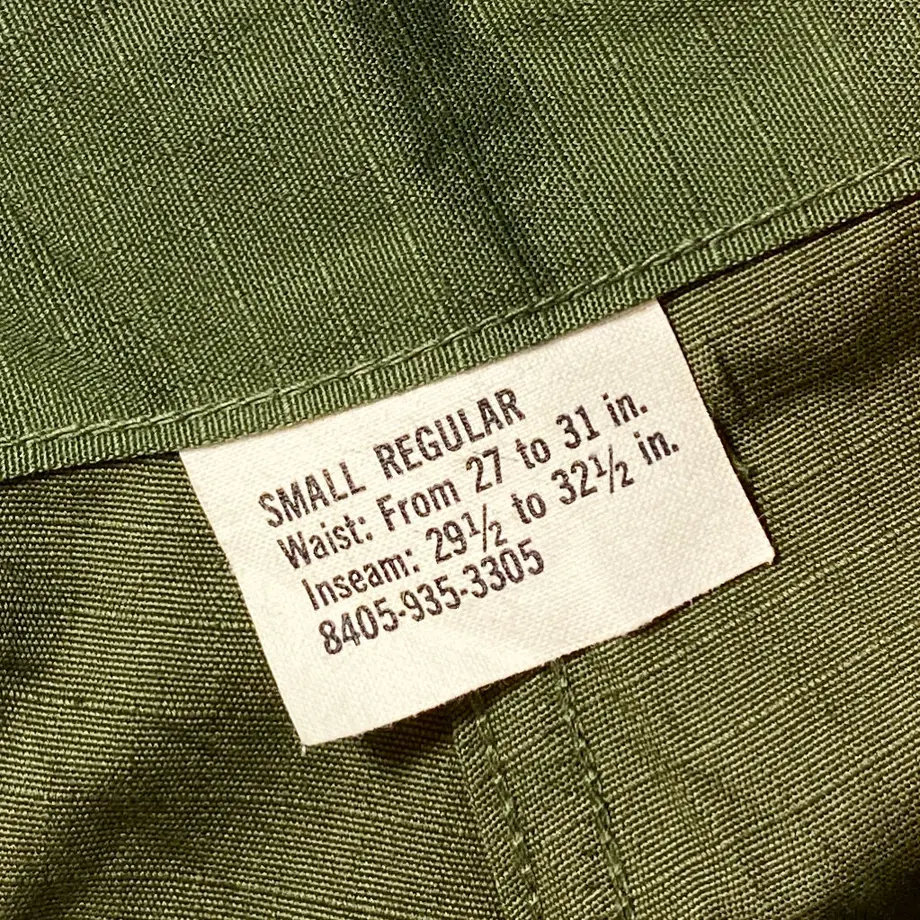 SMALL REGULAR
Waist: From 27 to 31 in.
Inseam: 29½ to 32½ in.
8405-935-3305